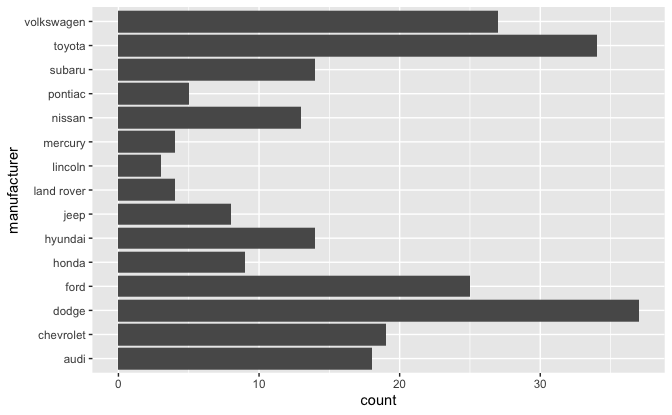 volkswagen
toyota
subaru
pontiac
nissan
mercury
lincoln
land rover
jeep
hyundai
honda
ford
dodge
chevrolet
audi
manufacturer
0 10 20 30
count